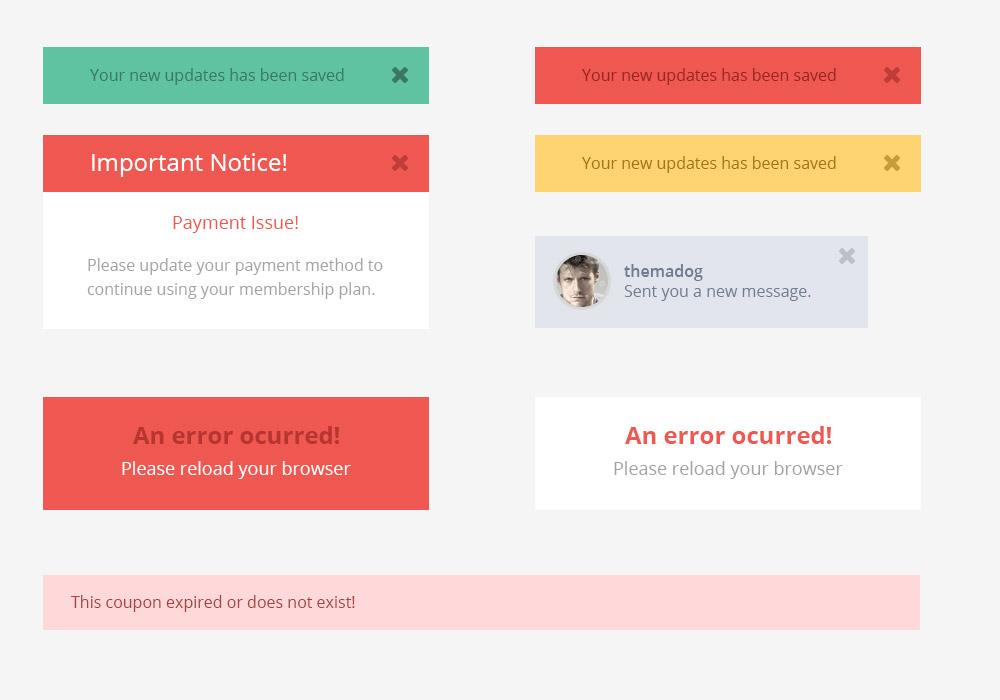 Your new updates has been saved
Your new updates has been saved
Important Notice!
Your new updates has been saved
Payment Issue!
Please update your payment method to
continue using your membership plan.
themadog
Sent you a new message.
An error ocurred!
Please reload your browser
An error ocurred!
Please reload your browser
This coupon expired or does not exist!